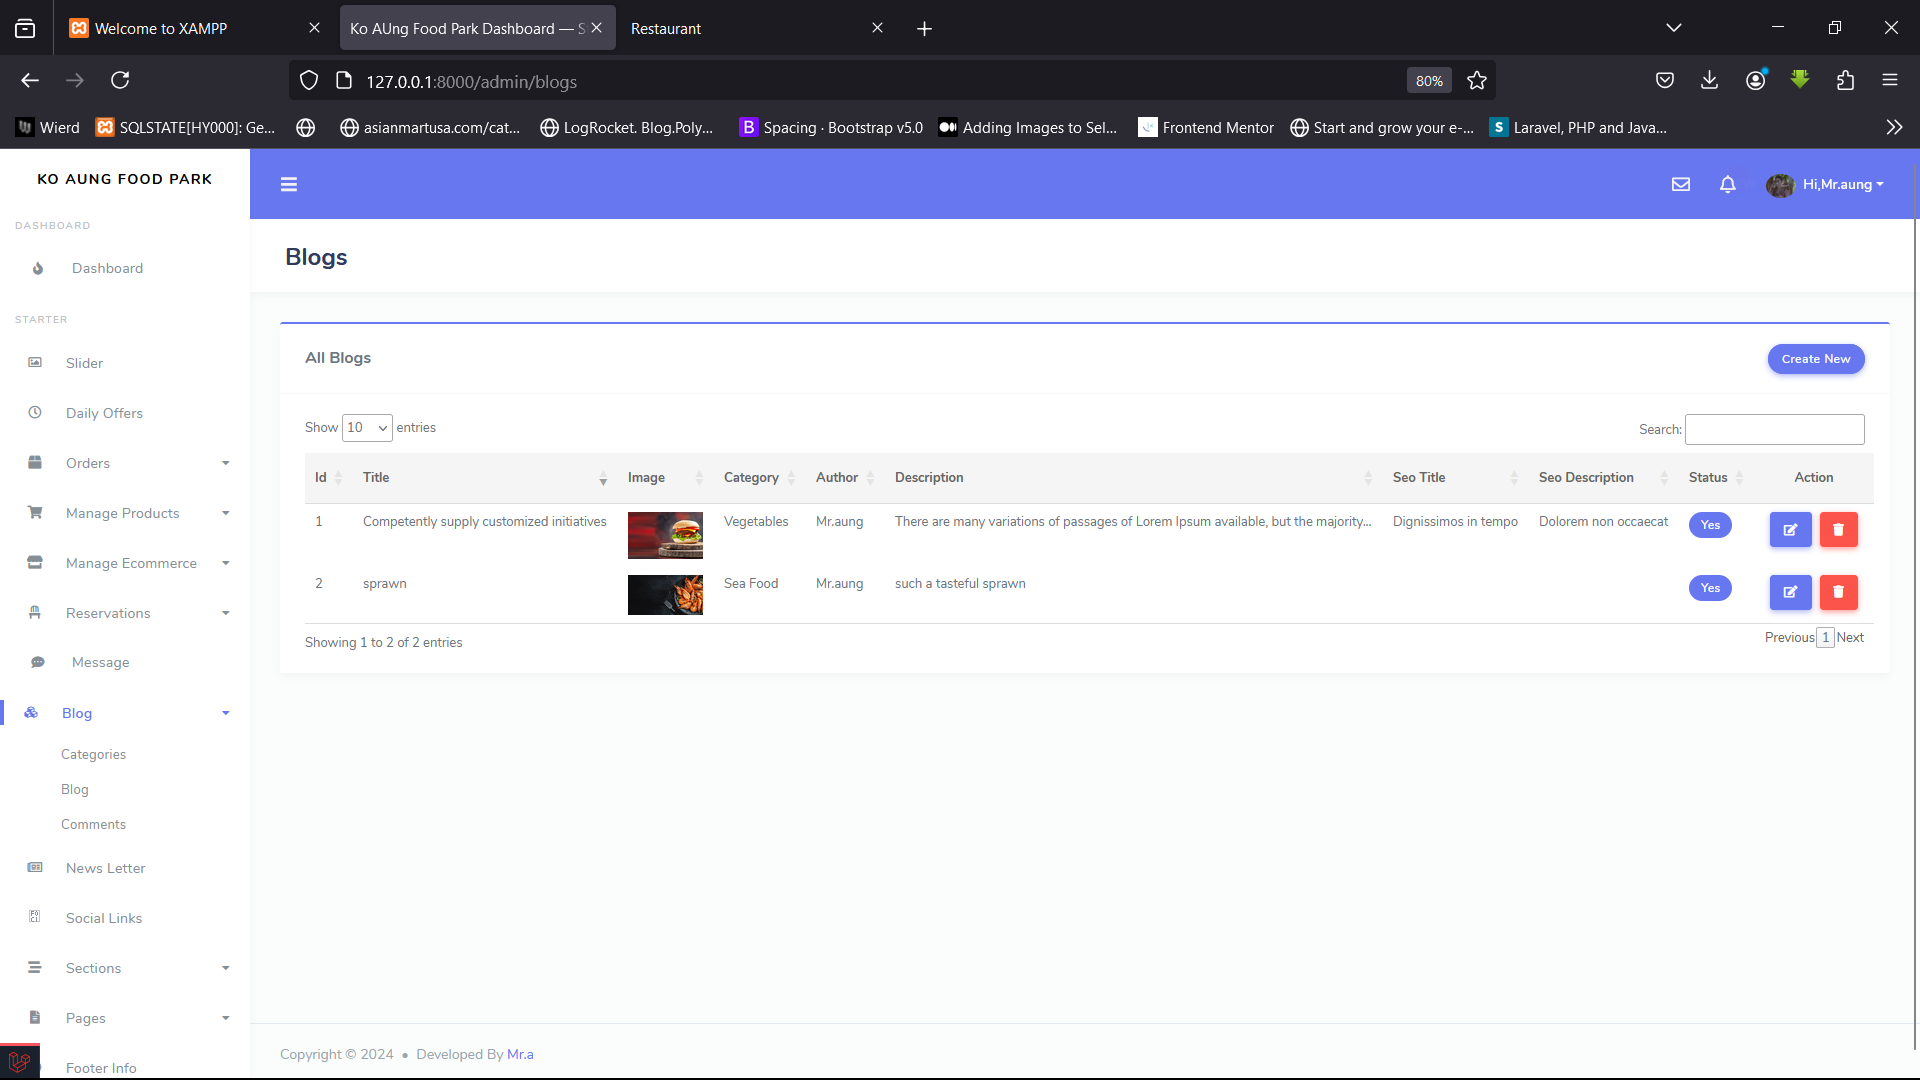 Welcome to XAMPP
Ko AUng Food Park Dashboard — S
Restaurant
127.0.0.1:8000/admin/blogs
80%
Wierd
SQLSTATE[HY000]: Ge...
asianmartusa.com/cat...
LogRocket. Blog.Poly...
B Spacing · Bootstrap v5.0
Adding Images to Sel...
Frontend Mentor
Start and grow your e-...
S Laravel, PHP and Java...
KO AUNG FOOD PARK
Hi,Mr.aung
DASHBOARD
Dashboard
STARTER
Slider
Daily Offers
Orders
Manage Products
Manage Ecommerce
Reservations
Message
Blog
Categories
Blog
Comments
News Letter
Social Links
Sections
Pages
Footer Info
Blogs
All Blogs
Create New
Show 10 entries
Search:
Id Title Image Category Author Description Seo Title Seo Description Status Action
1 Competently supply customized initiatives Vegetables Mr.aung There are many variations of passages of Lorem Ipsum available, but the majority... Dignissimos in tempo Dolorem non occaecat Yes
2 sprawn Sea Food Mr.aung such a tasteful sprawn Yes
Showing 1 to 2 of 2 entries
Previous 1 Next
Copyright © 2024 • Developed By Mr.a